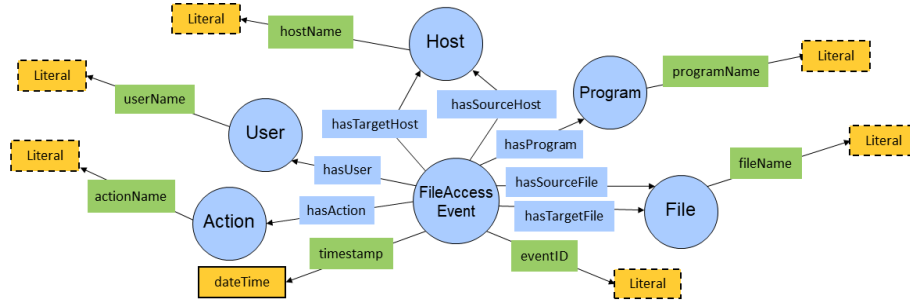 Literal
hostName
Host
Literal
programName
Literal
userName
Program
hasTargetHost
hasSourceHost
User
hasProgram
Literal
Literal
hasUser
FileAccess
Event
hasSourceFile
fileName
actionName
Action
hasAction
hasTargetFile
File
timestamp
eventID
dateTime
Literal